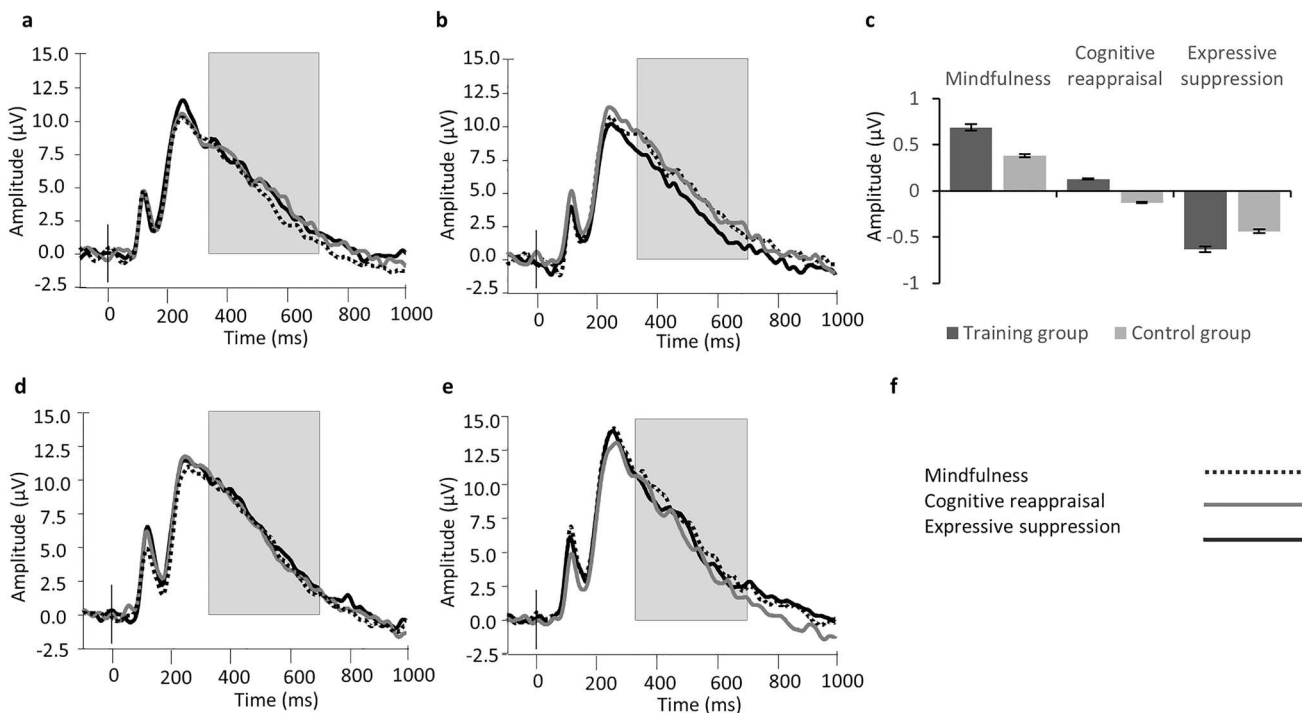 a
15.0
12.5
10.0
7.5
5.0
2.5
0.0
-2.5
Amplitude (µV)
0 200 400 600 800 1000
Time (ms)
b
15.0
12.5
10.0
7.5
5.0
2.5
0.0
-2.5
Amplitude (µV)
0 200 400 600 800 1000
Time (ms)
c
Mindfulness
Cognitive
reappraisal
Expressive
suppression
1
0.5
0
-0.5
-1
Amplitude (µV)
Training group Control group
d
15.0
12.5
10.0
7.5
5.0
2.5
0.0
-2.5
Amplitude (µV)
0 200 400 600 800 1000
Time (ms)
e
15.0
12.5
10.0
7.5
5.0
2.5
0.0
-2.5
Amplitude (µV)
0 200 400 600 800 1000
Time (ms)
f
Mindfulness
Cognitive reappraisal
Expressive suppression